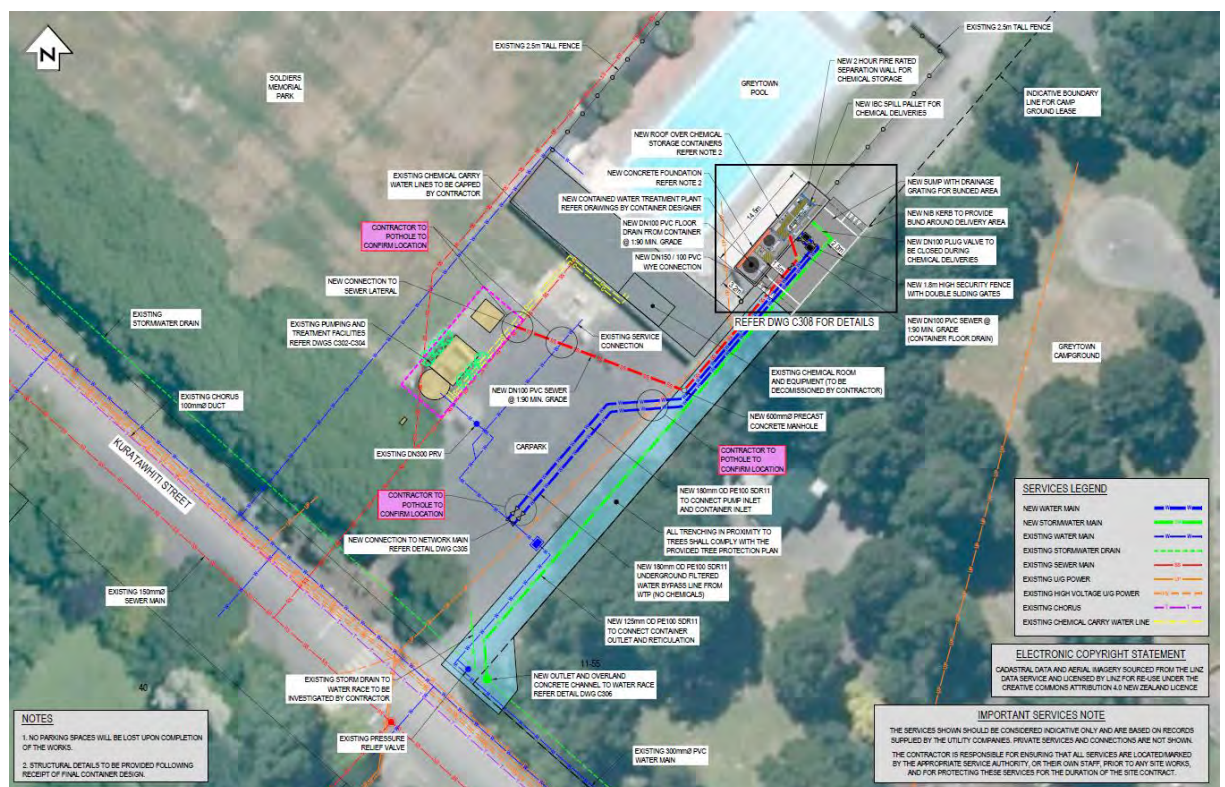 N
SOLDIERS
MEMORIAL
PARK
EXISTING 2.5m TALL FENCE
GREYTOWN
POOL
EXISTING 2.5m TALL FENCE
NEW 2 HOUR FIRE RATED
SEPARATION WALL FOR
CHEMICAL STORAGE
NEW IBC SPILL PALLET FOR
CHEMICAL DELIVERIES
INDICATIVE BOUNDARY
LINE FOR CAMP
GROUND LEASE
NEW ROOF OVER CHEMICAL
STORAGE CONTAINERS
REFER NOTE 2
EXISTING CHEMICAL CARRY
WATER LINES TO BE CAPPED
BY CONTRACTOR
NEW CONCRETE FOUNDATION
REFER NOTE 2
NEW CONTAINED WATER TREATMENT PLANT
REFER DRAWINGS BY CONTAINER DESIGNER
NEW DN100 PVC FLOOR
DRAIN FROM CONTAINER
@ 1:90 MIN. GRADE
NEW DN150 / 100 PVC
WYE CONNECTION
14.5m
NEW SUMP WITH DRAINAGE
GRATING FOR BUNDED AREA
NEW NIB KERB TO PROVIDE
BUND AROUND DELIVERY AREA
NEW DN100 PLUG VALVE TO
BE CLOSED DURING
CHEMICAL DELIVERIES
NEW 1.8m HIGH SECURITY FENCE
WITH DOUBLE SLIDING GATES
NEW DN100 PVC SEWER @
1:90 MIN. GRADE
(CONTAINER FLOOR DRAIN)
REFER DWG C308 FOR DETAILS
CONTRACTOR TO
POTHOLE TO
CONFIRM LOCATION
NEW CONNECTION TO
SEWER LATERAL
EXISTING PUMPING AND
TREATMENT FACILITIES
REFER DWGS C302-C304
EXISTING
STORMWATER DRAIN
EXISTING SERVICE
CONNECTION
NEW DN100 PVC SEWER
@ 1:90 MIN. GRADE
EXISTING CHEMICAL ROOM
AND EQUIPMENT (TO BE
DECOMISSIONED BY CONTRACTOR)
GREYTOWN
CAMPGROUND
EXISTING CHORUS
100mmØ DUCT
NEW 600mmØ PRECAST
CONCRETE MANHOLE
KURATAWHITI STREET
CARPARK
EXISTING DN300 PRV
CONTRACTOR TO
POTHOLE TO
CONFIRM LOCATION
CONTRACTOR TO
POTHOLE TO
CONFIRM LOCATION
NEW 180mm OD PE100 SDR11
TO CONNECT PUMP INLET
AND CONTAINER INLET
NEW CONNECTION TO NETWORK MAIN
REFER DETAIL DWG C305
ALL TRENCHING IN PROXIMITY TO
TREES SHALL COMPLY WITH THE
PROVIDED TREE PROTECTION PLAN
NEW 180mm OD PE100 SDR11
UNDERGROUND FILTERED
WATER BYPASS LINE FROM
WTP (NO CHEMICALS)
EXISTING 150mmØ
SEWER MAIN
NEW 125mm OD PE100 SDR11
TO CONNECT CONTAINER
OUTLET AND RETICULATION
11-55
EXISTING STORM DRAIN TO
WATER RACE TO BE
INVESTIGATED BY CONTRACTOR
NEW OUTLET AND OVERLAND
CONCRETE CHANNEL TO WATER RACE
REFER DETAIL DWG C306
40
EXISTING PRESSURE
RELIEF VALVE
EXISTING 300mm PVC
WATER MAIN
SERVICES LEGEND
NEW WATER MAIN
NEW STORMWATER MAIN
EXISTING WATER MAIN
EXISTING STORMWATER DRAIN
EXISTING SEWER MAIN
EXISTING U/G POWER
EXISTING HIGH VOLTAGE U/G POWER
EXISTING CHORUS
EXISTING CHEMICAL CARRY WATER LINE
ELECTRONIC COPYRIGHT STATEMENT
CADASTRAL DATA AND AERIAL IMAGERY SOURCED FROM THE LINZ
DATA SERVICE AND LICENSED BY LINZ FOR RE-USE UNDER THE
CREATIVE COMMONS ATTRIBUTION 4.0 NEW ZEALAND LICENCE
IMPORTANT SERVICES NOTE
THE SERVICES SHOWN SHOULD BE CONSIDERED INDICATIVE ONLY AND ARE BASED ON RECORDS
SUPPLIED BY THE UTILITY COMPANIES. PRIVATE SERVICES AND CONNECTIONS ARE NOT SHOWN.
THE CONTRACTOR IS RESPONSIBLE FOR ENSURING THAT ALL SERVICES ARE LOCATED/MARKED
BY THE APPROPRIATE SERVICE AUTHORITY, OR THEIR OWN STAFF, PRIOR TO ANY SITE WORKS,
AND FOR PROTECTING THESE SERVICES FOR THE DURATION OF THE SITE CONTRACT.
NOTES
1. NO PARKING SPACES WILL BE LOST UPON COMPLETION
OF THE WORKS.
2. STRUCTURAL DETAILS TO BE PROVIDED FOLLOWING
RECEIPT OF FINAL CONTAINER DESIGN.